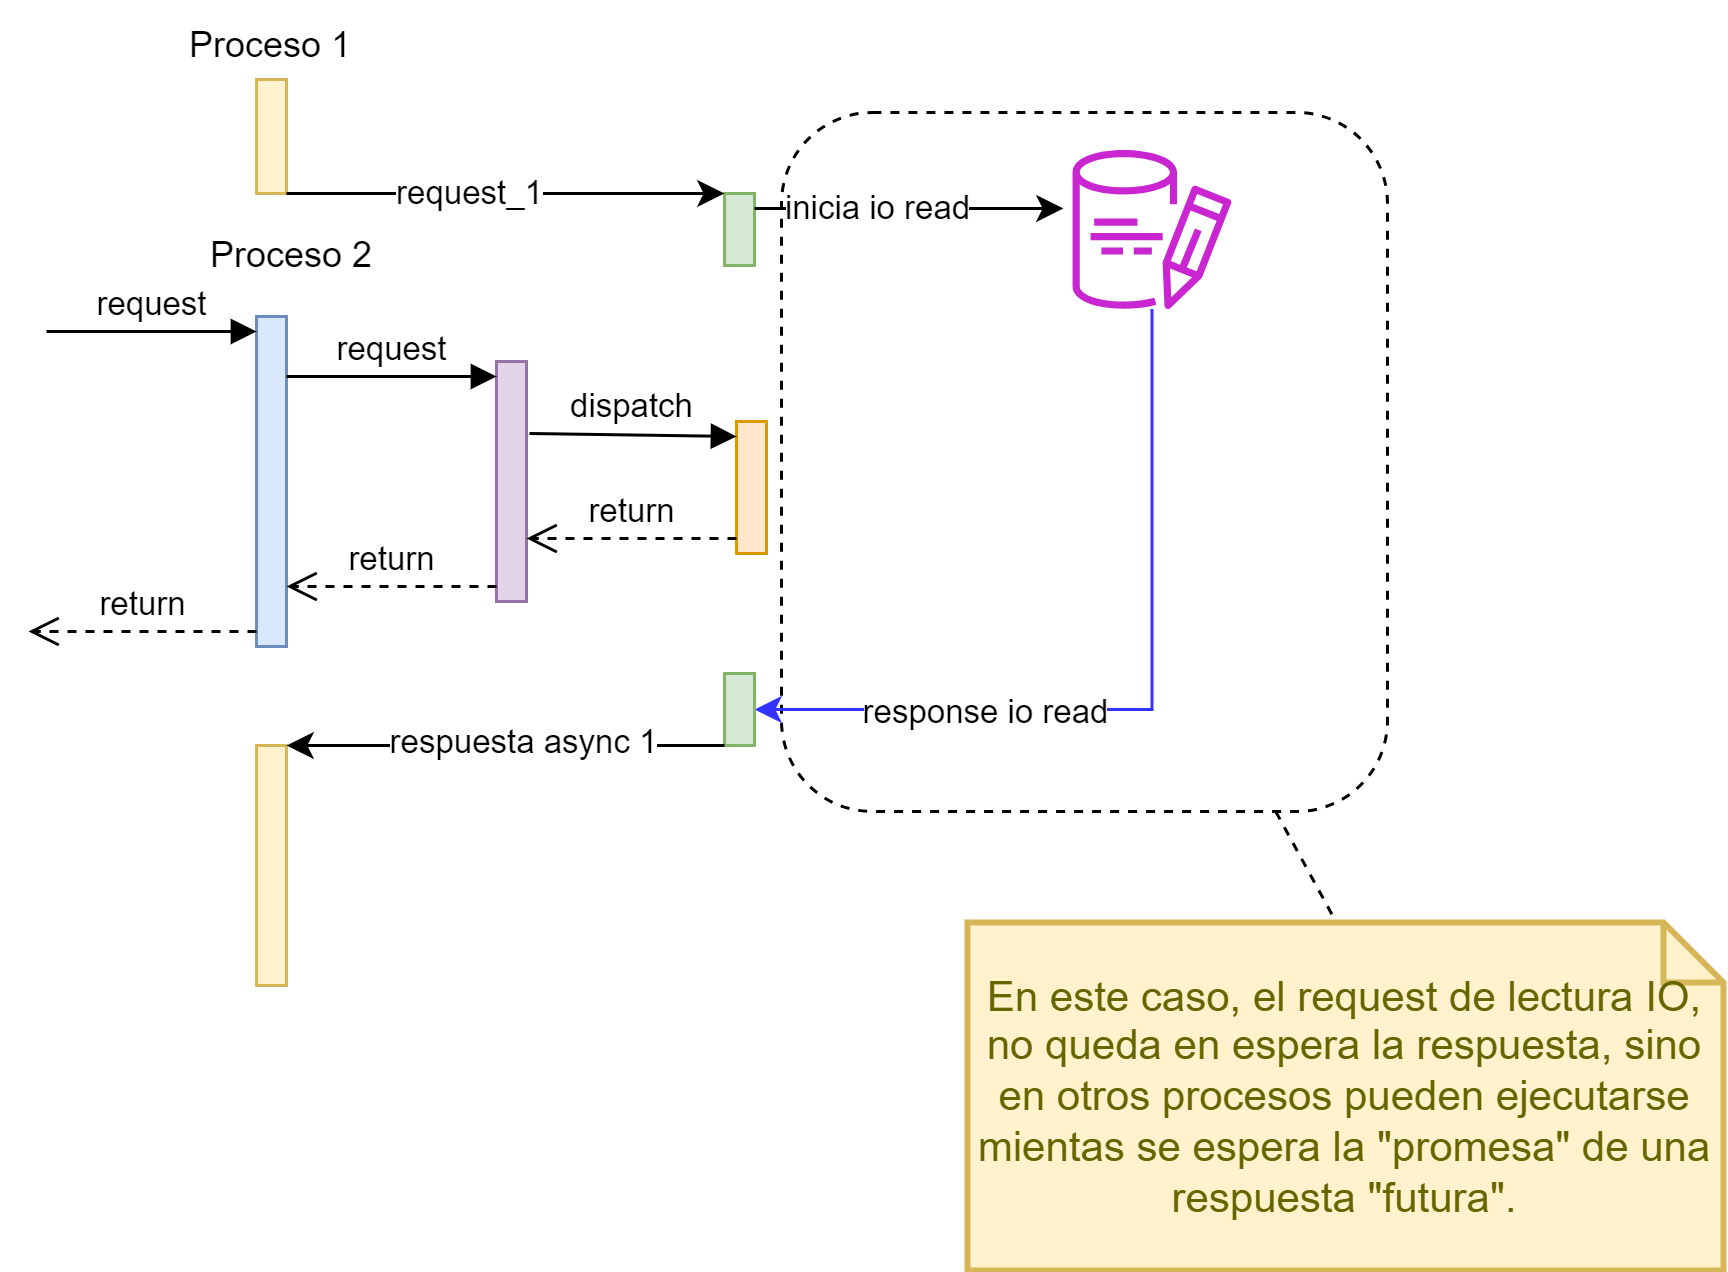 Proceso 1
request_1
inicia io read
Proceso 2
request
request
dispatch
return
return
return
response io read
respuesta async 1
En este caso, el request de lectura IO,
no queda en espera la respuesta, sino
en otros procesos pueden ejecutarse
mientas se espera la "promesa" de una
respuesta "futura".